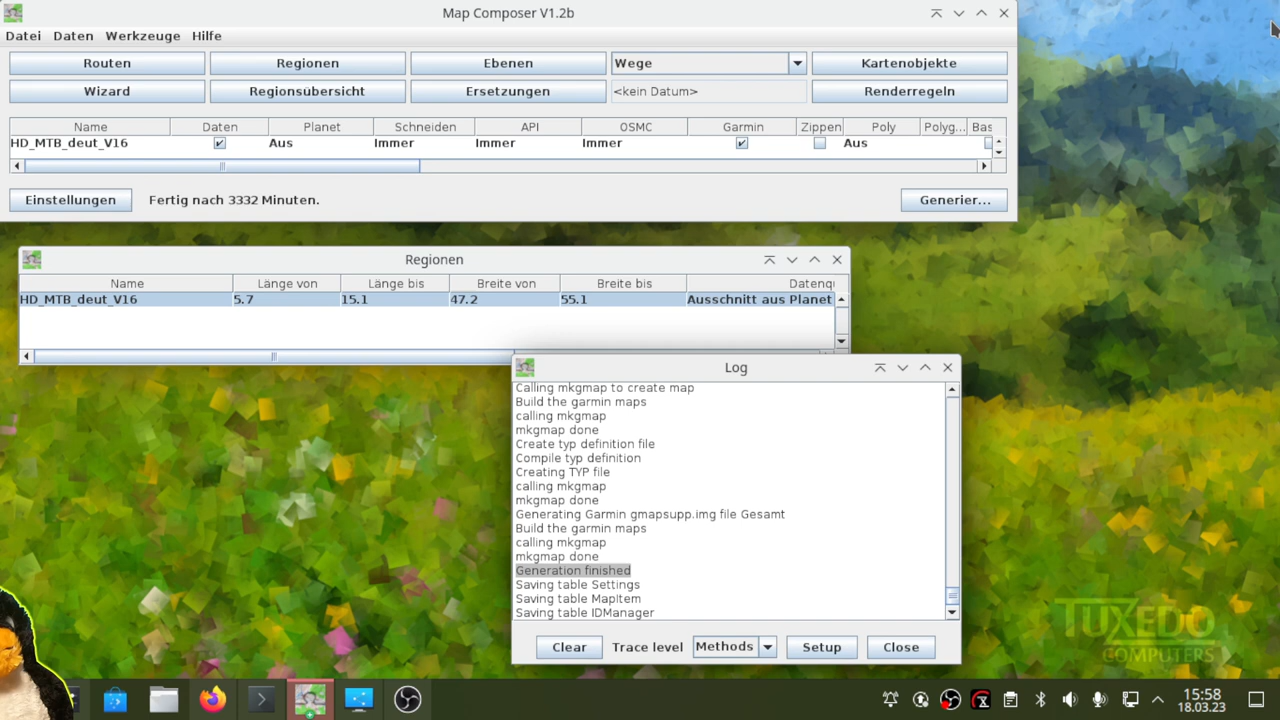 Map Composer V1.2b
Datei Daten Werkzeuge Hilfe
Routen Regionen Ebenen Wege Kartenobjekte
Wizard Regionsübersicht Ersetzungen <kein Datum> Renderregeln
Name Daten Planet Schneiden API OSMC Garmin Zippen Poly Polyg... Bas
HD_MTB_deut_V16 Aus Immer Immer Immer Aus
Einstellungen Fertig nach 3332 Minuten. Generier...
Regionen
Name Länge von Länge bis Breite von Breite bis Datenqu
HD_MTB_deut_V16 5.7 15.1 47.2 55.1 Ausschnitt aus Planet
Log
Calling mkgmap to create map
Build the garmin maps
calling mkgmap
mkgmap done
Create typ definition file
Compile typ definition
Creating TYP file
calling mkgmap
mkgmap done
Generating Garmin gmapsupp.img file Gesamt
Build the garmin maps
calling mkgmap
mkgmap done
Generation finished
Saving table Settings
Saving table MapItem
Saving table IDManager
Clear Trace level Methods Setup Close
TUXEDO
COMPUTERS
15:58
18.03.23